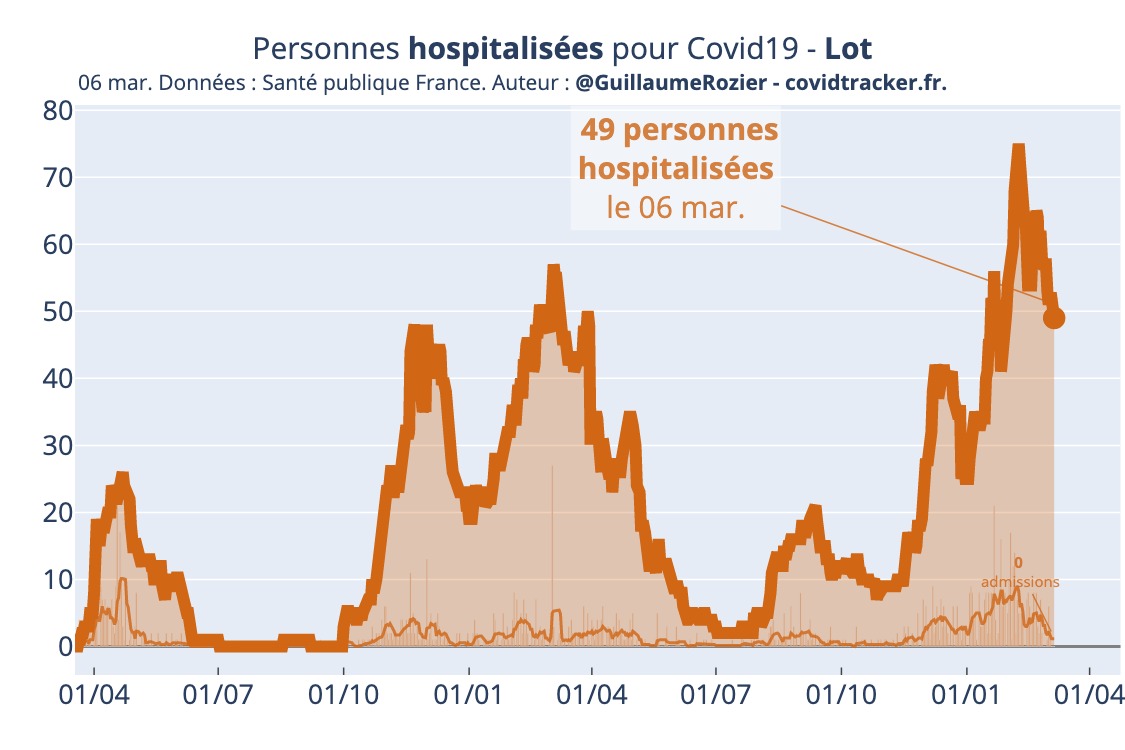 Personnes hospitalisées pour Covid19 - Lot
06 mar. Données : Santé publique France. Auteur : @GuillaumeRozier - covidtracker.fr.
80
49 personnes
hospitalisées
le 06 mar.
70
60
50
40
30
20
10
0
0
admissions
01/04 01/07 01/10 01/01 01/04 01/07 01/10 01/01 01/04